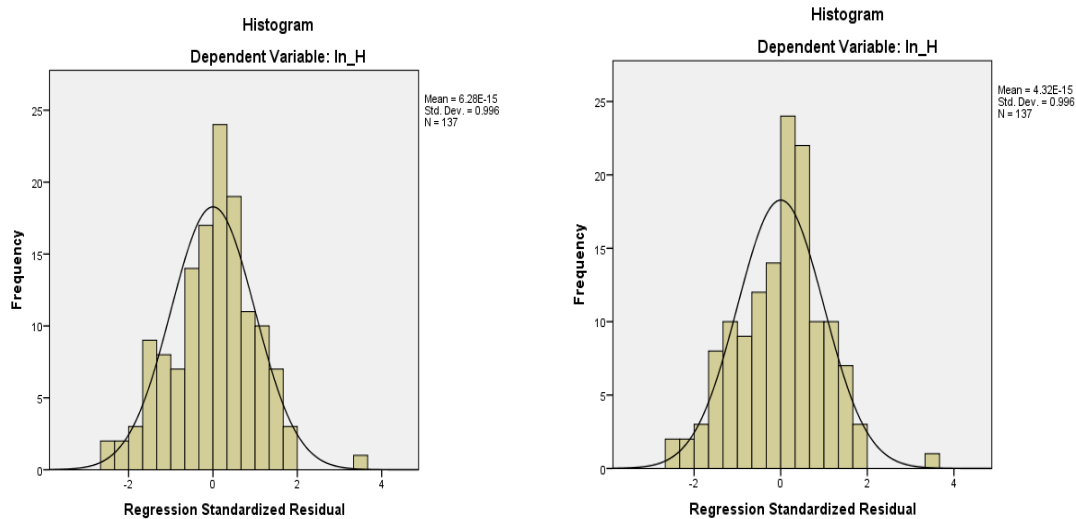 Histogram
Dependent Variable: ln_H
Mean = 6.28E-15
Std. Dev. = 0.996
N = 137
Frequency
25
20
15
10
5
0
-2
0
2
4
Regression Standardized Residual
Histogram
Dependent Variable: ln_H
Mean = 4.32E-15
Std. Dev. = 0.996
N = 137
Frequency
25
20
15
10
5
0
-2
0
2
4
Regression Standardized Residual